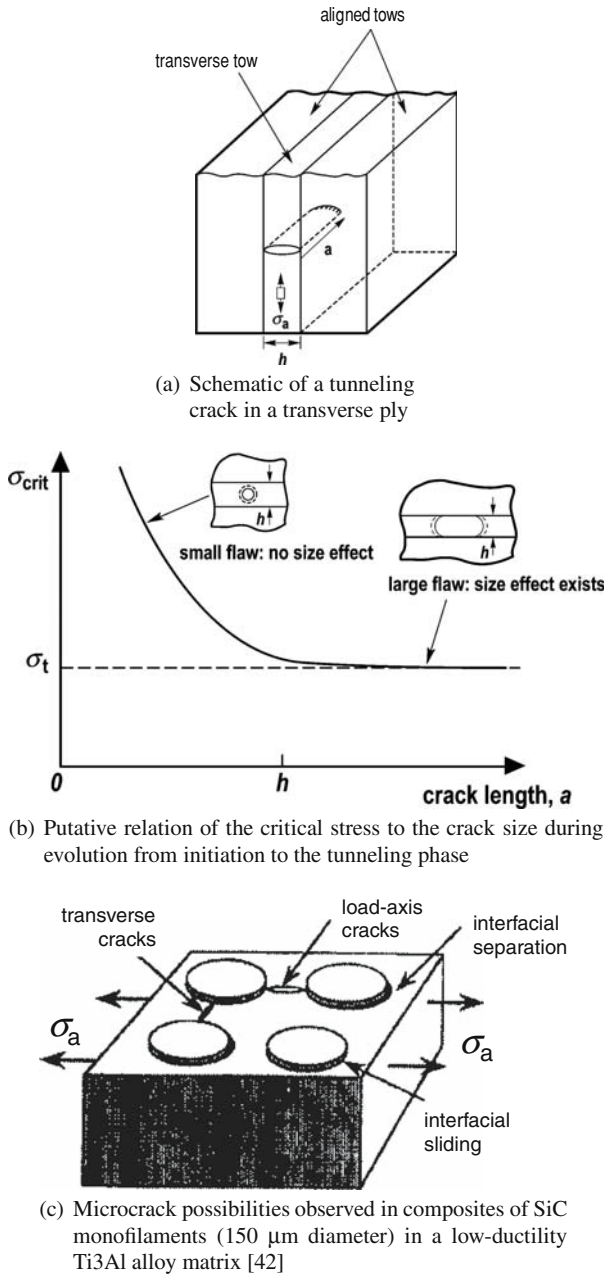 aligned tows
transverse tow
a
σa
h
(a) Schematic of a tunneling
crack in a transverse ply
σcrit
h
small flaw: no size effect
h
large flaw: size effect exists
σt
0
h
crack length, a
(b) Putative relation of the critical stress to the crack size during
evolution from initiation to the tunneling phase
load-axis
cracks
transverse
cracks
interfacial
separation
σa
σa
interfacial
sliding
(c) Microcrack possibilities observed in composites of SiC
monofilaments (150 μm diameter) in a low-ductility
Ti3Al alloy matrix [42]